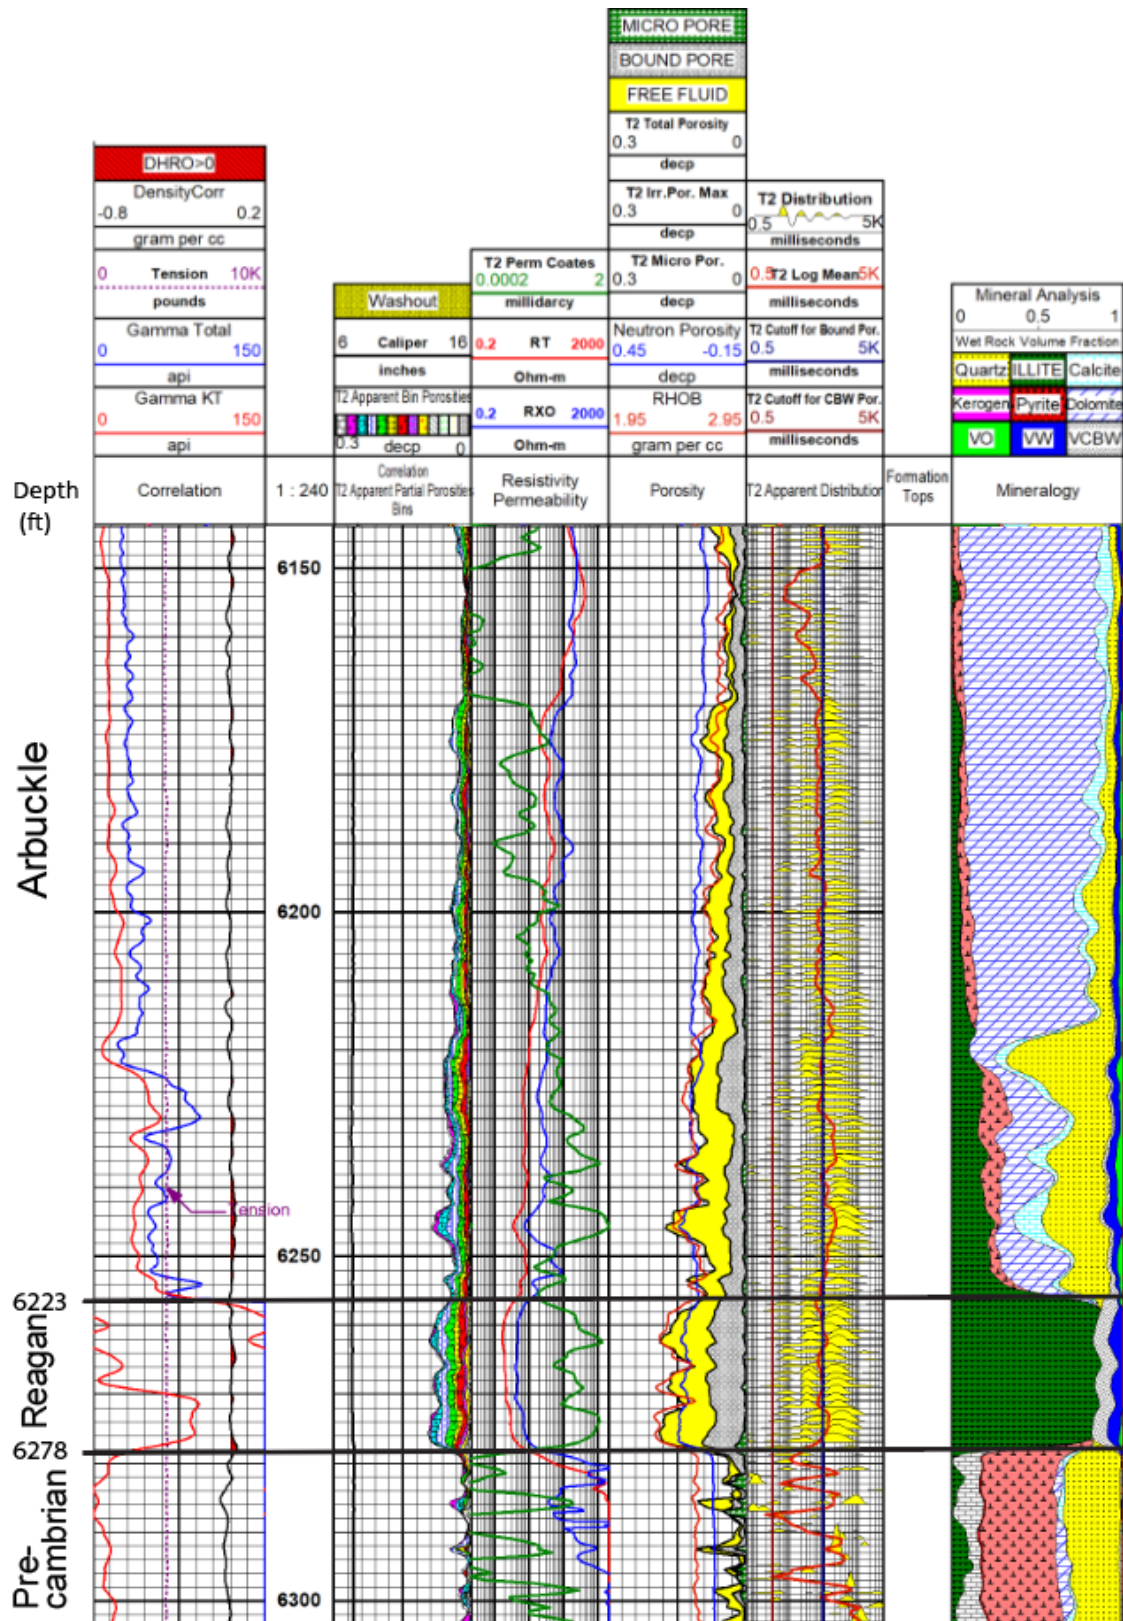 MICRO PORE
BOUND PORE
FREE FLUID
T2 Total Porosity
0.3 0
decp
T2 Irr.Por. Max
0.3 0
decp
T2 Micro Por.
0.3 0
decp
Neutron Porosity
0.45 -0.15
decp
RHOB
1.95 2.95
gram per cc
Porosity
DHRO>0
DensityCorr
-0.8 0.2
gram per cc
0 Tension 10K
pounds
Gamma Total
0 150
api
Gamma KT
0 150
api
Correlation
1 : 240
Washout
6 Caliper 16
inches
T2 Apparent Bin Porosities
0.3 decp 0
Correlation
T2 Apparent Partial Porosities
Bins
T2 Perm Coates
0.0002 2
millidarcy
0.2 RT 2000
Ohm-m
0.2 RXO 2000
Ohm-m
Resistivity
Permeability
T2 Distribution
0.5 5K
milliseconds
0.5 T2 Log Mean 5K
milliseconds
T2 Cutoff for Bound Por.
0.5 5K
milliseconds
T2 Cutoff for CBW Por.
0.5 5K
milliseconds
T2 Apparent Distribution
Formation
Tops
Mineral Analysis
0 0.5 1
Wet Rock Volume Fraction
Quartz ILLITE Calcite
Kerogen Pyrite Dolomite
VO VW VCBW
Mineralogy
Depth
(ft)
6150
Arbuckle
6200
ension
6250
6223
Reagan
6278
Pre-
cambrian
6300